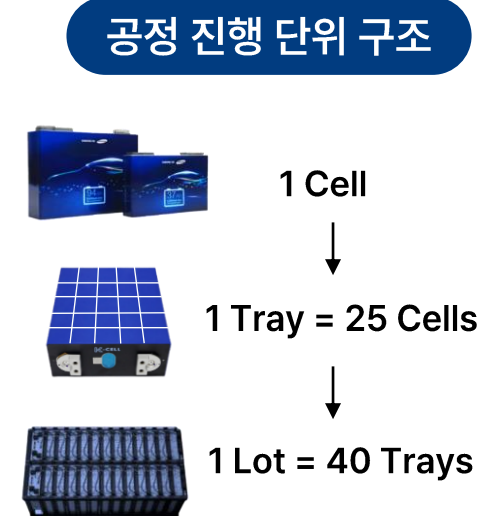 공정 진행 단위 구조
1 Cell
1 Tray = 25 Cells
1 Lot = 40 Trays